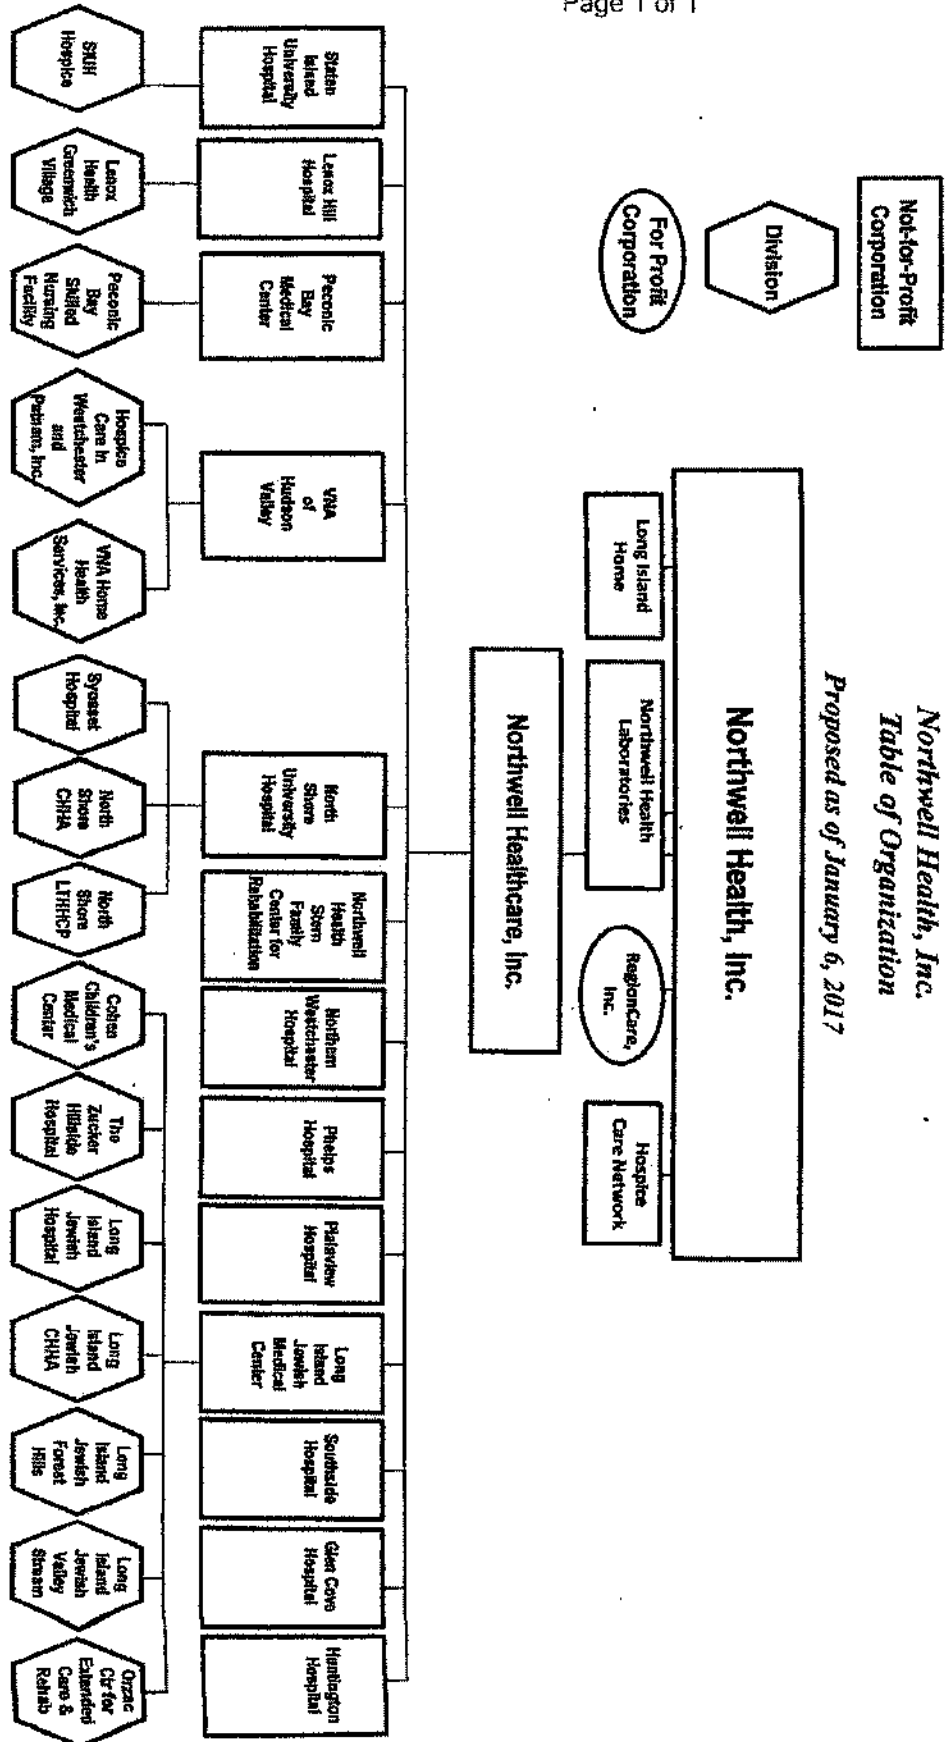 Page 1 of 1
Northwell Health, Inc.
Table of Organization
Proposed as of January 6, 2017
Not-for-Profit
Corporation
Division
For Profit
Corporation
Northwell Health, Inc.
Long Island
Home
Northwell Health
Laboratories
RegionCare,
Inc.
Hospice
Care Network
Northwell Healthcare, Inc.
Staten
Island
University
Hospital
Lenox Hill
Hospital
Peconic
Bay
Medical
Center
VNA
of
Hudson
Valley
North
Shore
University
Hospital
Northwell
Health
Stern
Family
Center for
Rehabilitation
Northern
Westchester
Hospital
Phelps
Hospital
Plainview
Hospital
Long
Island
Jewish
Medical
Center
Southside
Hospital
Glen Cove
Hospital
Huntington
Hospital
SIUH
Hospice
Lenox
Health
Greenwich
Village
Peconic
Bay
Skilled
Nursing
Facility
Hospice
Care in
Westchester
and
Putnam, Inc.
VNA Home
Health
Services, Inc.
Syosset
Hospital
North
Shore
CHHA
North
Shore
LTHHCP
Cohen
Children's
Medical
Center
The
Zucker
Hillside
Hospital
Long
Island
Jewish
Hospital
Long
Island
Jewish
CHHA
Long
Island
Jewish
Forest
Hills
Long
Island
Jewish
Valley
Stream
Orzac
Ctr for
Extended
Care &
Rehab